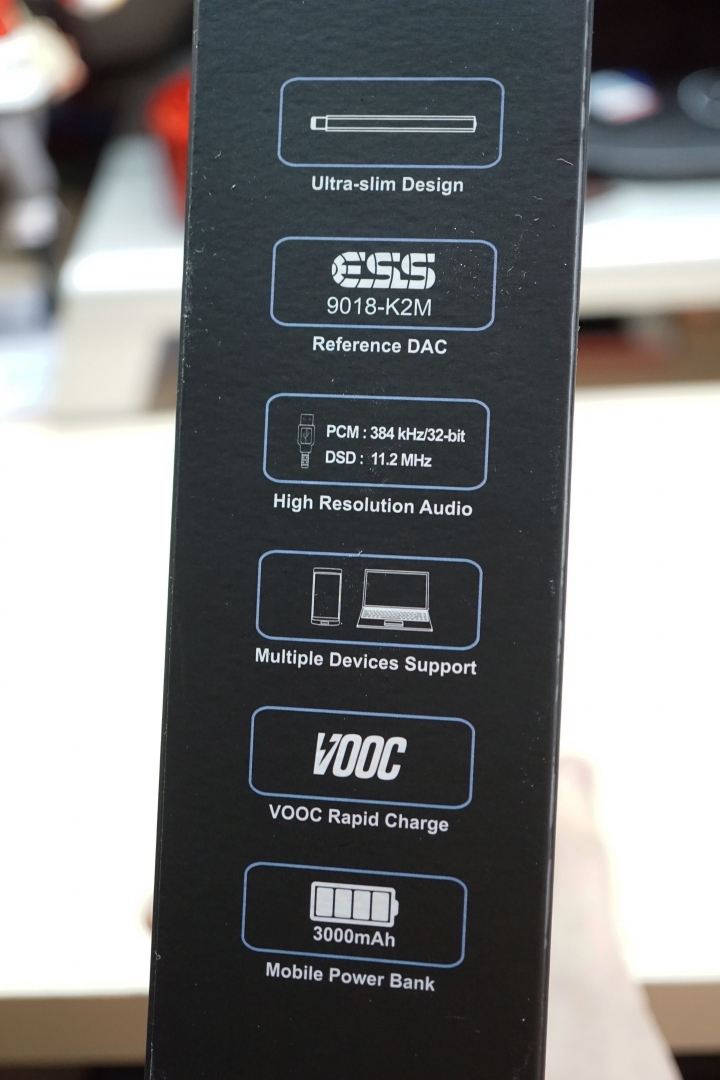 Ultra-slim Design
ESS
9018-K2M
Reference DAC
PCM : 384 kHz/32-bit
DSD : 11.2 MHz
High Resolution Audio
Multiple Devices Support
VOOC
VOOC Rapid Charge
3000mAh
Mobile Power Bank